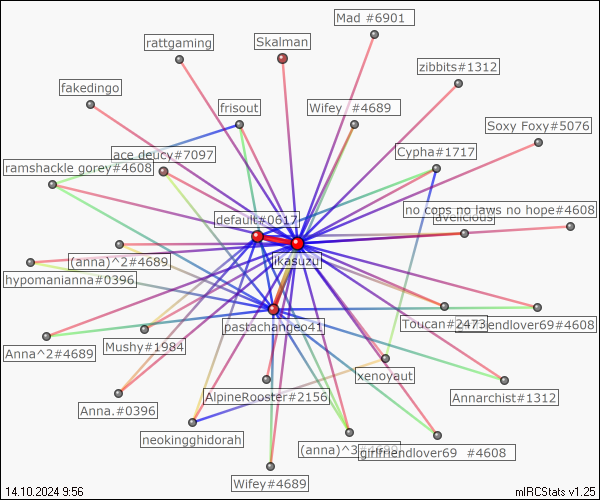 Mad #6901
rattgaming
Skalman
zibbits#1312
fakedingo
frisout
Wifey  #4689
Soxy Foxy#5076
ace deucy#7097
Cypha#1717
ramshackle gorey#4608
no cops no laws no hope#4608
default#0617
ikasuzu
(anna)^2#4689
hypomanianna#0396
pastachangeo41
Toucan#2473
endlover69#4608
Anna^2#4689
Mushy#1984
xenoyaut
AlpineRooster#2156
Annarchist#1312
Anna.#0396
neokingghidorah
(anna)^3
girlfriendlover69  #4608
Wifey#4689
14.10.2024 9:56
mIRCStats v1.25